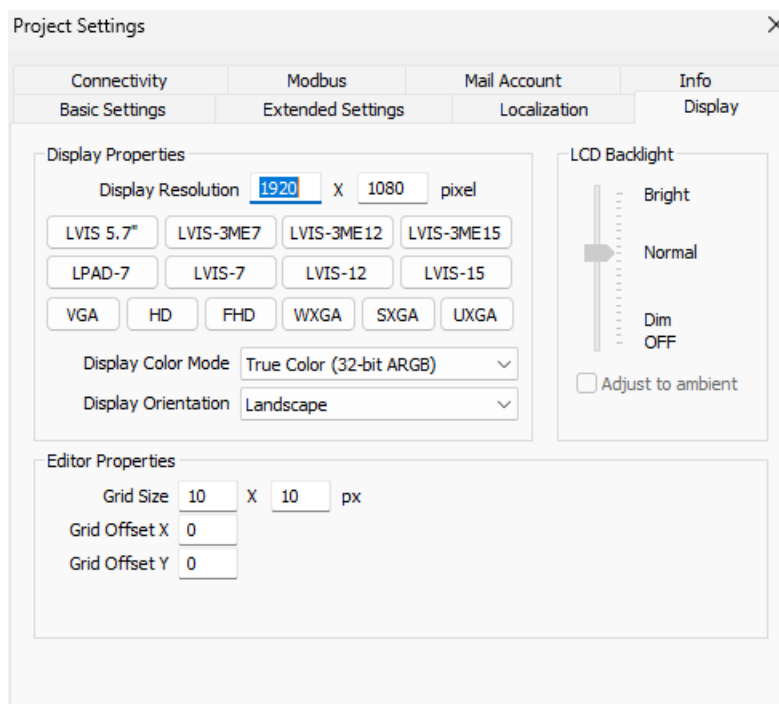 Project Settings
Connectivity Modbus Mail Account Info
Basic Settings Extended Settings Localization Display
Display Properties
Display Resolution 1920 X 1080 pixel
LVIS 5.7" LVIS-3ME7 LVIS-3ME12 LVIS-3ME15
LPAD-7 LVIS-7 LVIS-12 LVIS-15
VGA HD FHD WXGA SXGA UXGA
Display Color Mode True Color (32-bit ARGB)
Display Orientation Landscape
LCD Backlight
Bright
Normal
Dim
OFF
Adjust to ambient
Editor Properties
Grid Size 10 X 10 px
Grid Offset X 0
Grid Offset Y 0